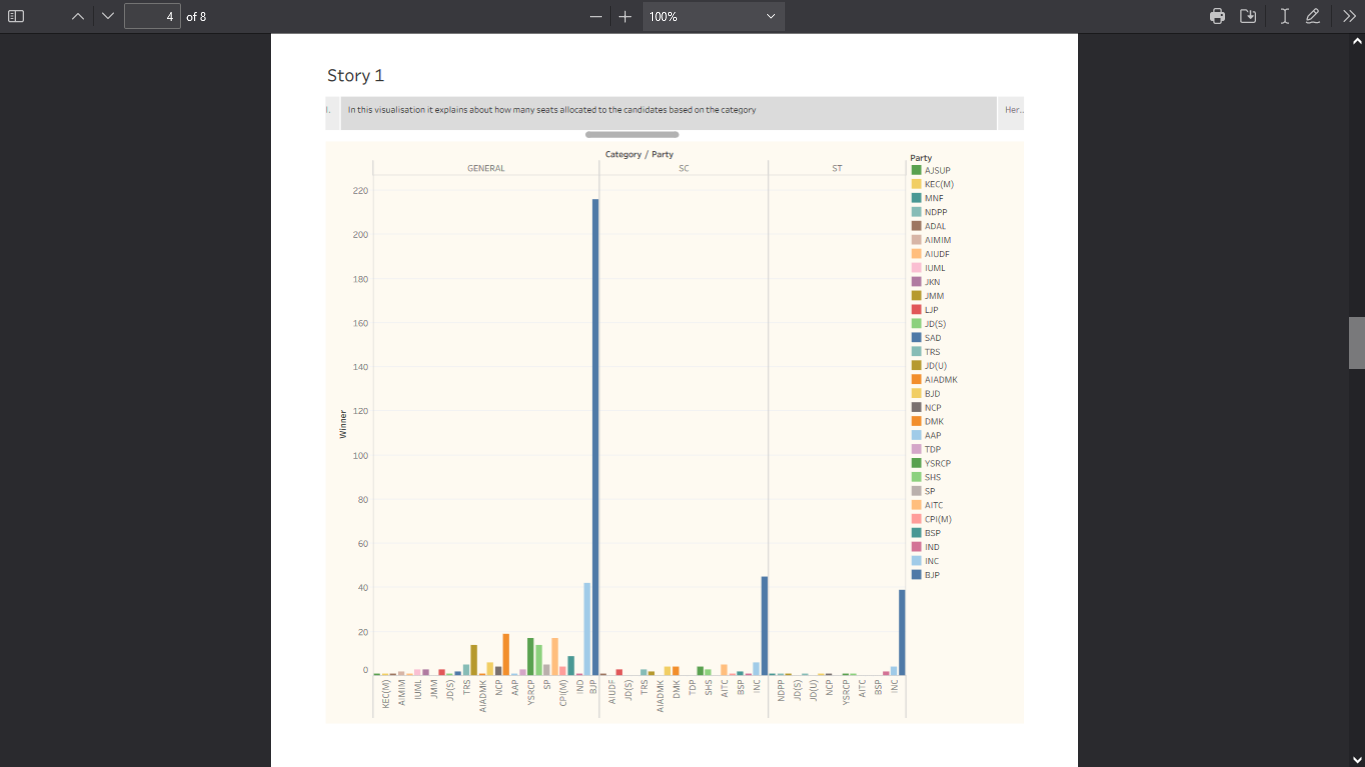 4 of 8
100%
Story 1
l.
In this visualisation it explains about how many seats allocated to the candidates based on the category
Her..
Category / Party
GENERAL
SC
ST
Winner
220
200
180
160
140
120
100
80
60
40
20
0
KEC(M)
AIMIM
IUML
JMM
JD(S)
TRS
AIADMK
NCP
AAP
YSRCP
SP
CPI(M)
IND
BJP
AIUDF
JD(S)
TRS
AIADMK
DMK
TDP
SHS
AITC
BSP
INC
NDPP
JD(S)
JD(U)
NCP
YSRCP
AITC
BSP
INC
Party
AJSUP
KEC(M)
MNF
NDPP
ADAL
AIMIM
AIUDF
IUML
JKN
JMM
LJP
JD(S)
SAD
TRS
JD(U)
AIADMK
BJD
NCP
DMK
AAP
TDP
YSRCP
SHS
SP
AITC
CPI(M)
BSP
IND
INC
BJP